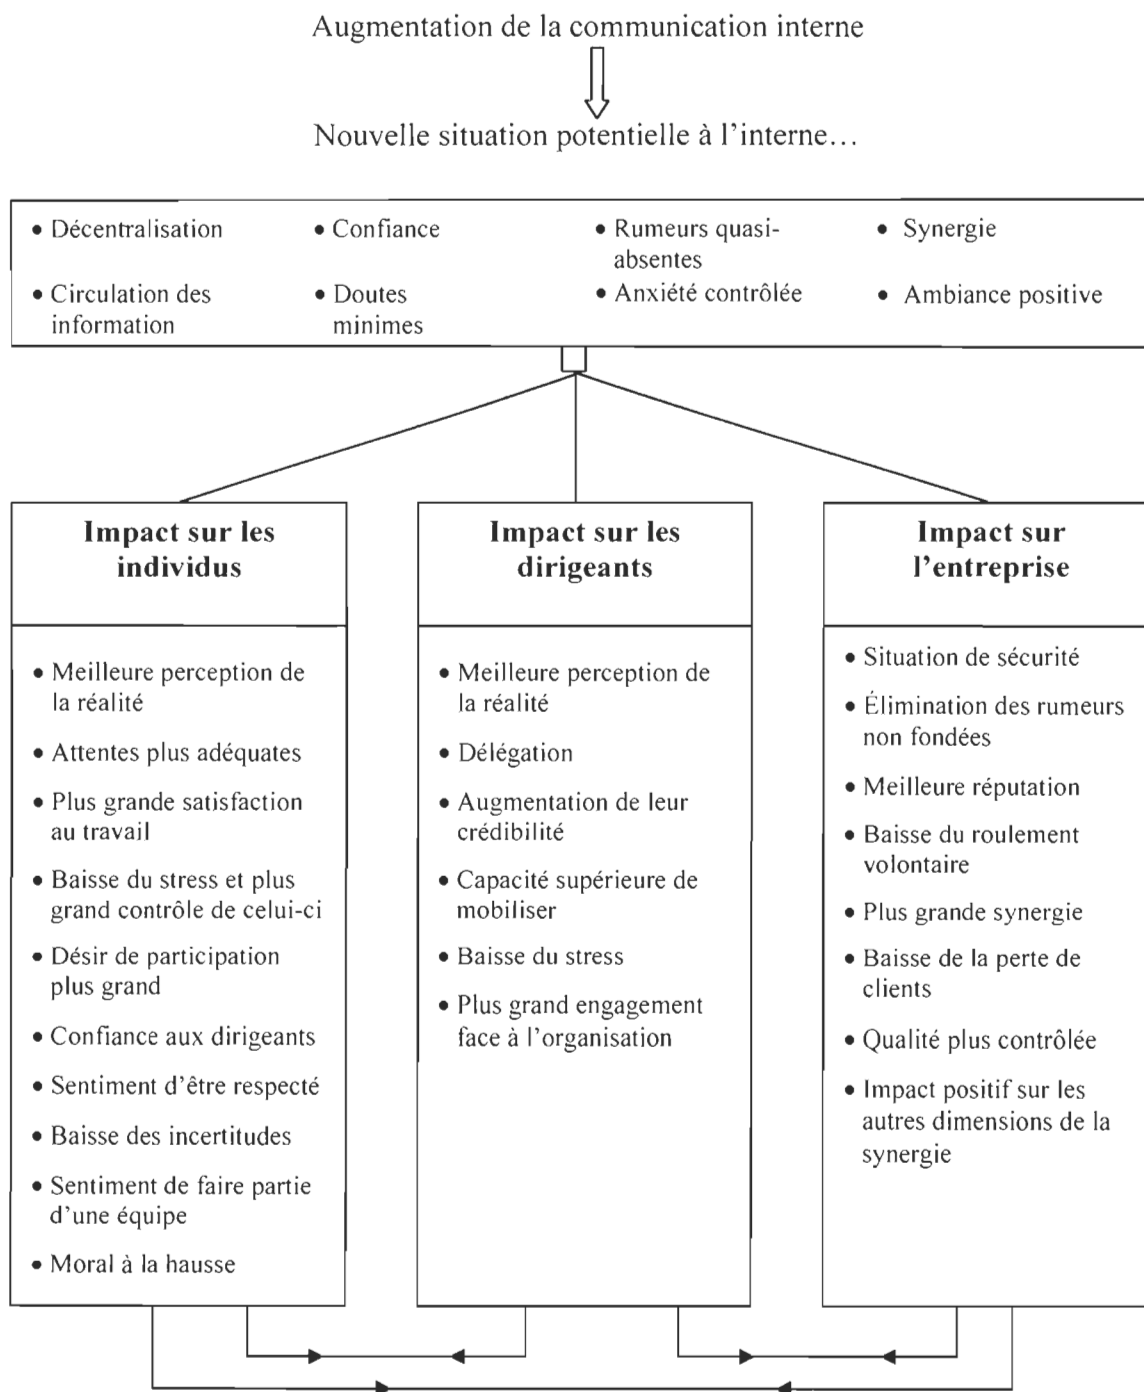 Augmentation de la communication interne
Nouvelle situation potentielle à l'interne…
• Décentralisation
• Confiance
• Rumeurs quasi-
absentes
• Synergie
• Circulation des
information
• Doutes
minimes
• Anxiété contrôlée
• Ambiance positive
Impact sur les
individus
• Meilleure perception de
la réalité
• Attentes plus adéquates
• Plus grande satisfaction
au travail
• Baisse du stress et plus
grand contrôle de celui-ci
• Désir de participation
plus grand
• Confiance aux dirigeants
• Sentiment d'être respecté
• Baisse des incertitudes
• Sentiment de faire partie
d'une équipe
• Moral à la hausse
Impact sur les
dirigeants
• Meilleure perception de
la réalité
• Délégation
• Augmentation de leur
crédibilité
• Capacité supérieure de
mobiliser
• Baisse du stress
• Plus grand engagement
face à l'organisation
Impact sur
l'entreprise
• Situation de sécurité
• Élimination des rumeurs
non fondées
• Meilleure réputation
• Baisse du roulement
volontaire
• Plus grande synergie
• Baisse de la perte de
clients
• Qualité plus contrôlée
• Impact positif sur les
autres dimensions de la
synergie